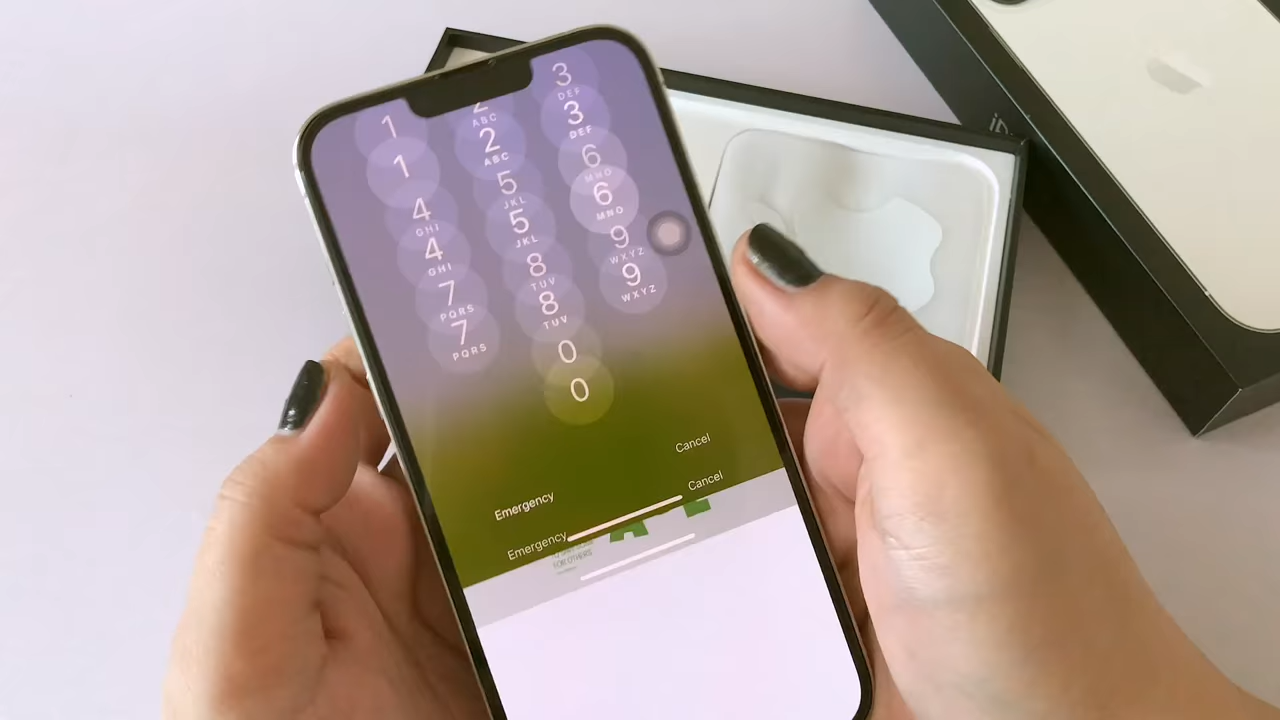 3
DEF
1
2
ABC
3
DEF
1
2
ABC
6
MNO
5
JKL
6
MNO
4
GHI
5
JKL
9
WXYZ
4
GHI
8
TUV
9
WXYZ
7
PQRS
8
TUV
7
PQRS
0
0
Cancel
Cancel
Emergency
Emergency
FOR OTHERS